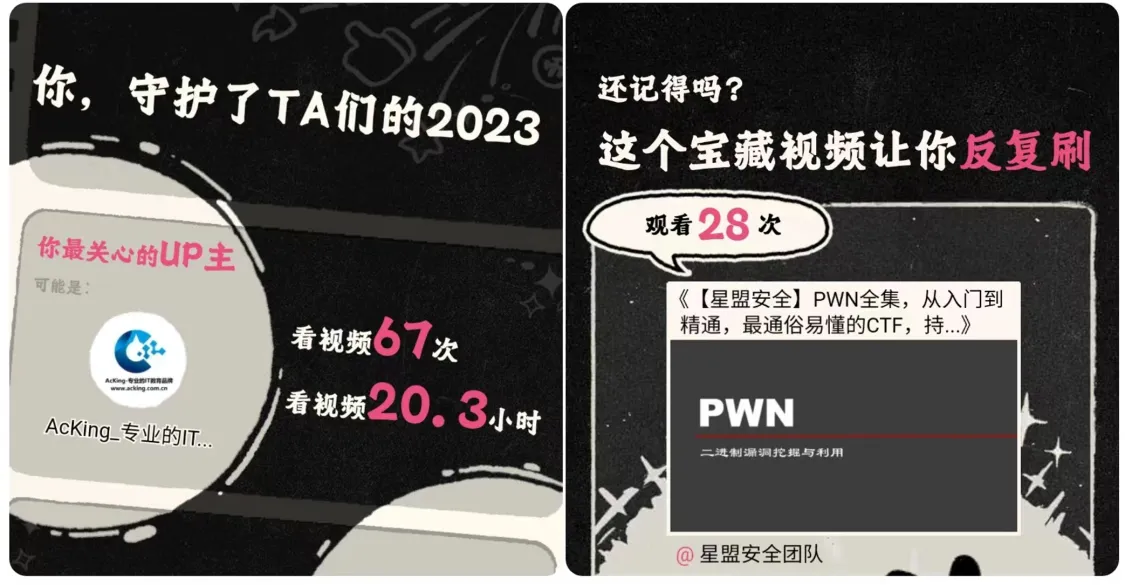 你，守护了TA们的2023
你最关心的UP主
可能是：
AcKing-专业的IT教育品牌
www.acking.com.cn
AcKing_专业的IT...
看视频67次
看视频20.3小时
还记得吗？
这个宝藏视频让你反复刷
观看28次
《【星盟安全】PWN全集，从入门到
精通，最通俗易懂的CTF，持...》
PWN
二进制漏洞挖掘与利用
@星盟安全团队